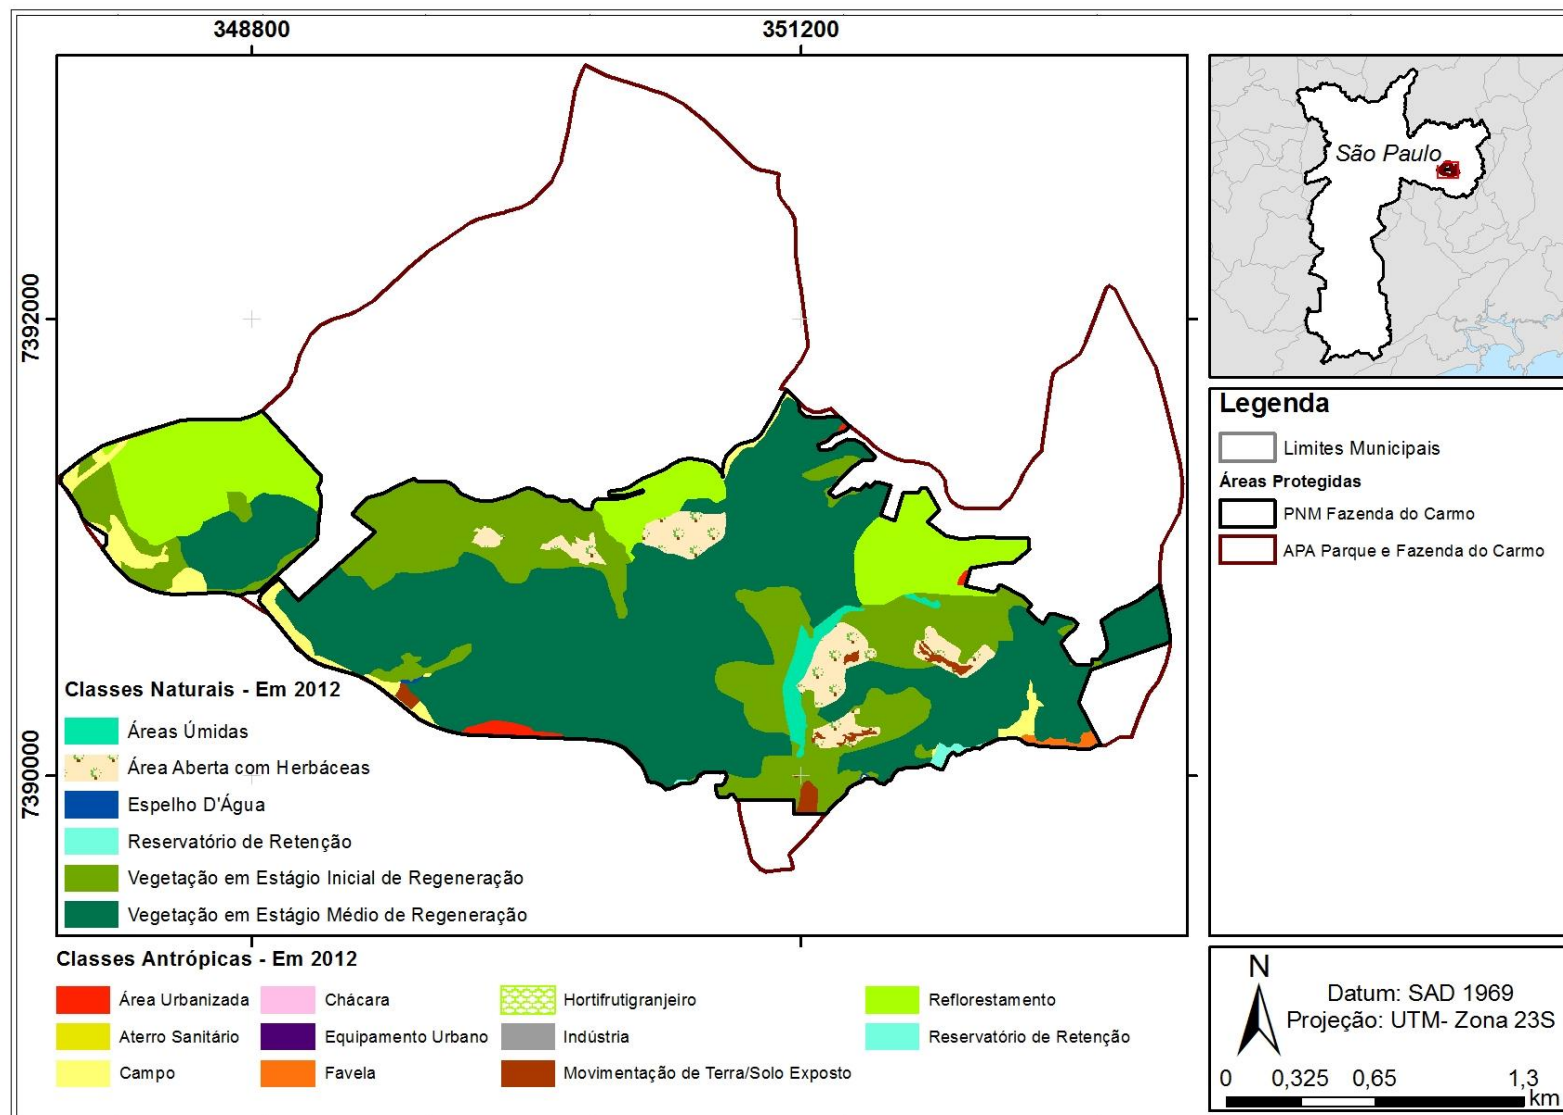 348800
351200
7392000
7390000
São Paulo
Legenda
Limites Municipais
Áreas Protegidas
PNM Fazenda do Carmo
APA Parque e Fazenda do Carmo
Classes Naturais - Em 2012
Áreas Úmidas
Área Aberta com Herbáceas
Espelho D'Água
Reservatório de Retenção
Vegetação em Estágio Inicial de Regeneração
Vegetação em Estágio Médio de Regeneração
Classes Antrópicas - Em 2012
Área Urbanizada
Chácara
Hortifrutigranjeiro
Reflorestamento
Aterro Sanitário
Equipamento Urbano
Indústria
Reservatório de Retenção
Campo
Favela
Movimentação de Terra/Solo Exposto
N
Datum: SAD 1969
Projeção: UTM- Zona 23S
0 0,325 0,65 1,3
km